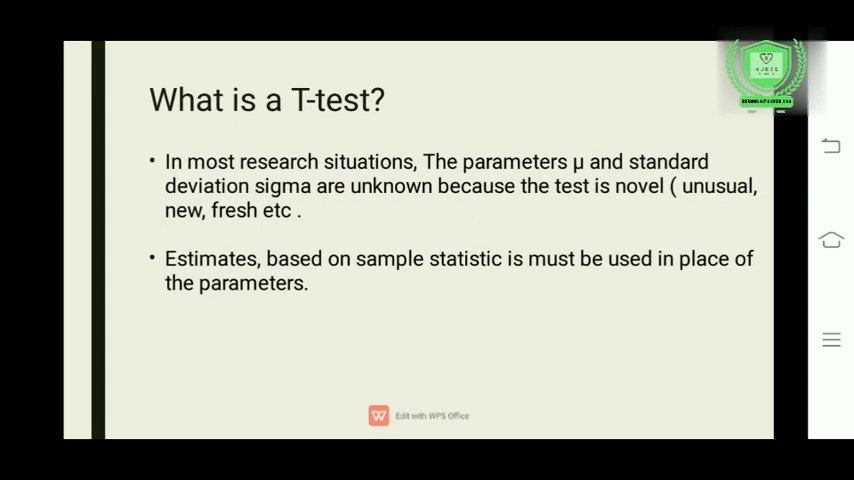 What is a T-test?
• In most research situations, The parameters μ and standard
deviation sigma are unknown because the test is novel ( unusual,
new, fresh etc .
• Estimates, based on sample statistic is must be used in place of
the parameters.
Edit with WPS Office